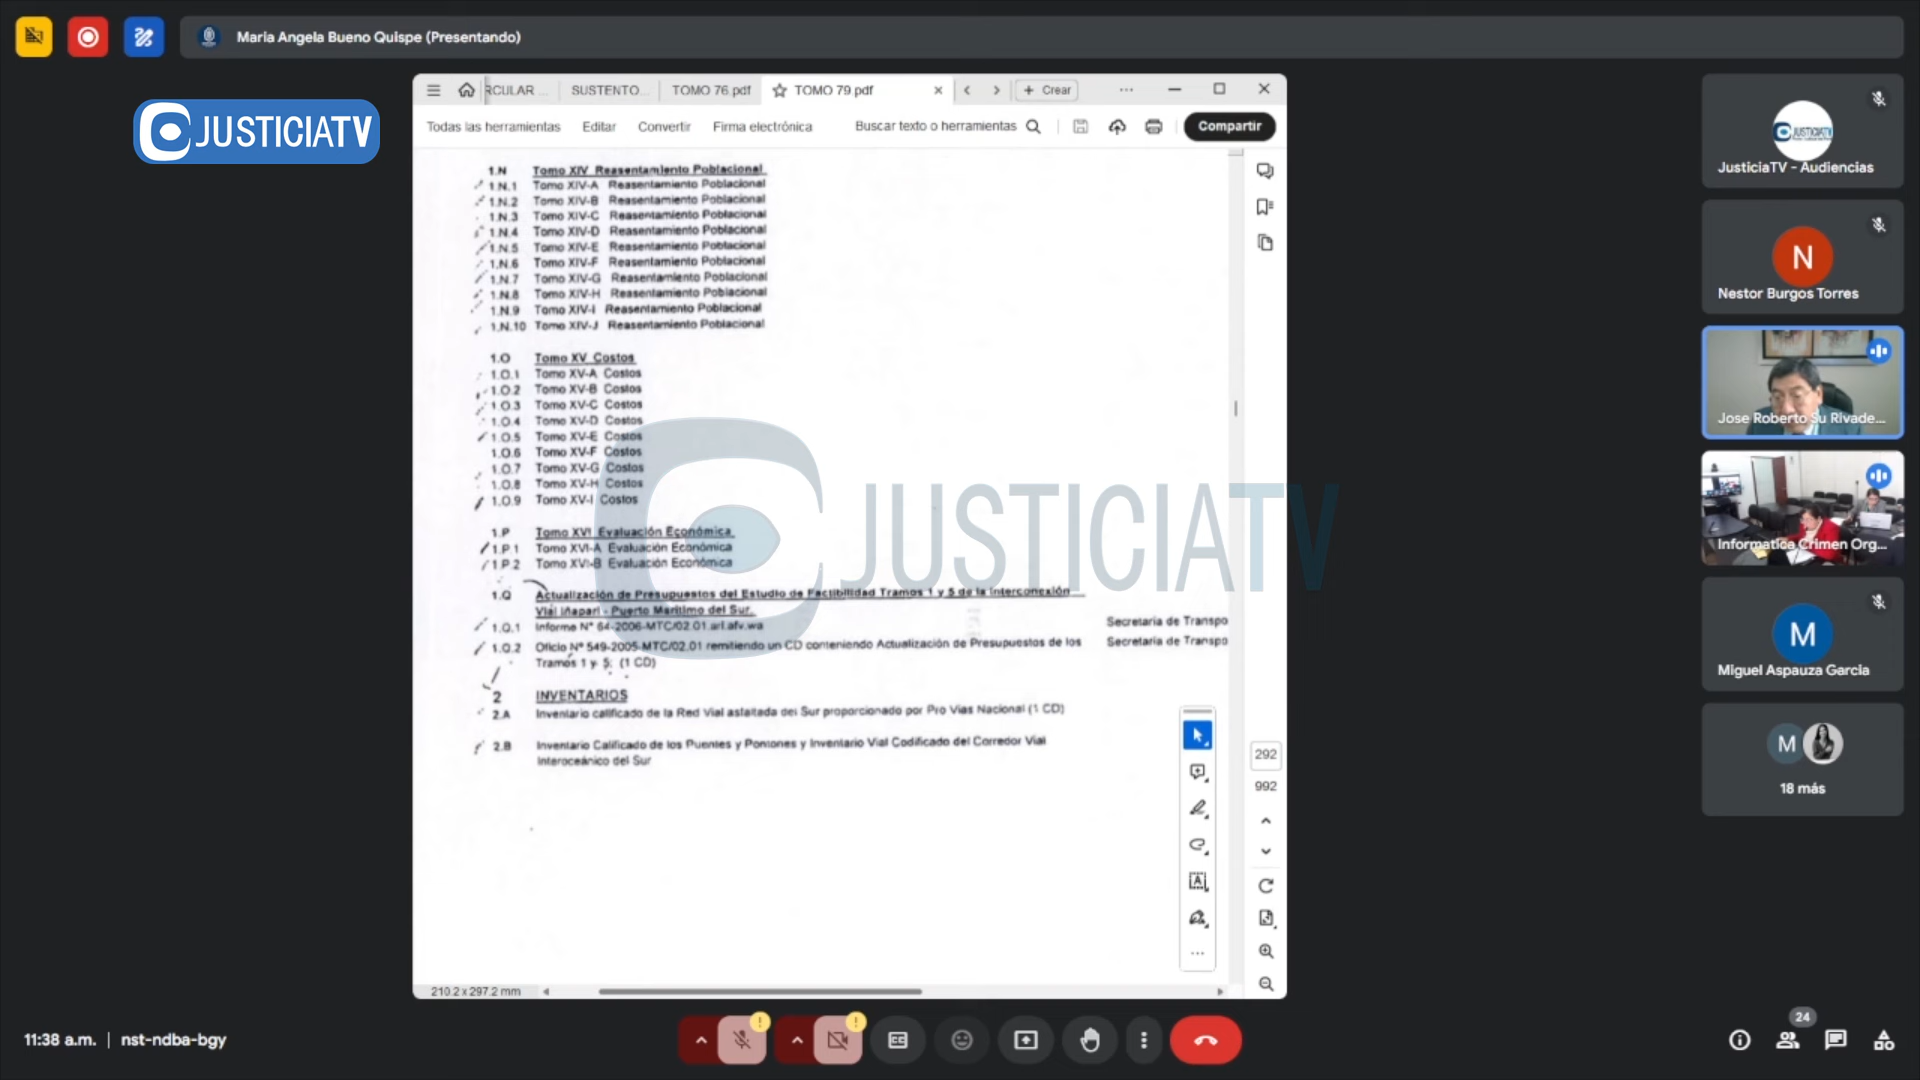 Maria Angela Bueno Quispe (Presentando)
JUSTICIATV
RCULAR ...
SUSTENTO...
TOMO 76.pdf
TOMO 79.pdf
Crear
Todas las herramientas
Editar
Convertir
Firma electrónica
Buscar texto o herramientas
Compartir
1.N Tomo XIV Reasentamiento Poblacional
1.N.1 Tomo XIV-A Reasentamiento Poblacional
1.N.2 Tomo XIV-B Reasentamiento Poblacional
1.N.3 Tomo XIV-C Reasentamiento Poblacional
1.N.4 Tomo XIV-D Reasentamiento Poblacional
1.N.5 Tomo XIV-E Reasentamiento Poblacional
1.N.6 Tomo XIV-F Reasentamiento Poblacional
1.N.7 Tomo XIV-G Reasentamiento Poblacional
1.N.8 Tomo XIV-H Reasentamiento Poblacional
1.N.9 Tomo XIV-I Reasentamiento Poblacional
1.N.10 Tomo XIV-J Reasentamiento Poblacional
1.O Tomo XV Costos
1.O.1 Tomo XV-A Costos
1.O.2 Tomo XV-B Costos
1.O.3 Tomo XV-C Costos
1.O.4 Tomo XV-D Costos
1.O.5 Tomo XV-E Costos
1.O.6 Tomo XV-F Costos
1.O.7 Tomo XV-G Costos
1.O.8 Tomo XV-H Costos
1.O.9 Tomo XV-I Costos
1.P Tomo XVI Evaluación Económica
1.P.1 Tomo XVI-A Evaluación Económica
1.P.2 Tomo XVI-B Evaluación Económica
1.Q Actualización de Presupuestos del Estudio de Factibilidad Tramos 1 y 5 de la Interconexión
Vial Iñapari - Puerto Marítimo del Sur.
1.Q.1 Informe N° 64-2006-MTC/02.01.arl.afv.wa Secretaria de Transpo
1.Q.2 Oficio N° 549-2005-MTC/02.01 remitiendo un CD conteniendo Actualización de Presupuestos de los Secretaria de Transpo
Tramos 1 y 5; (1 CD)
2 INVENTARIOS
2.A Inventario calificado de la Red Vial asfaltada del Sur proporcionado por Pro Vias Nacional (1 CD)
2.B Inventario Calificado de los Puentes y Pontones y Inventario Vial Codificado del Corredor Vial
Interoceánico del Sur
JUSTICIATV
292
992
210.2 x 297.2 mm
JUSTICIATV
JusticiaTV - Audiencias
N
Nestor Burgos Torres
Jose Roberto Su Rivade...
Informatica Crimen Org...
M
Miguel Aspauza Garcia
M
18 más
11:38 a.m. | nst-ndba-bgy
24